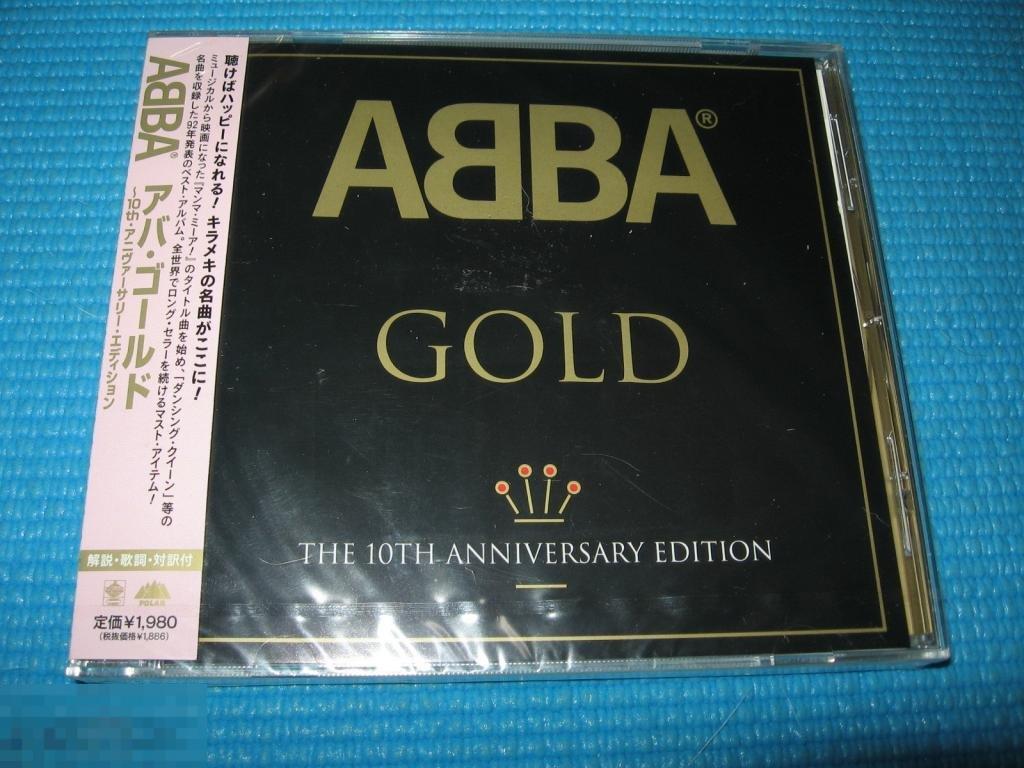 聴けばハッピーになれる! キラメキの名曲がここに!
ミュージカルから映画になった『マンマ・ミーア!』のタイトル曲を始め、「ダンシング・クイーン」等の
名曲を収録した92年発表のベスト・アルバム。全世界でロング・セラーを続けるマスト・アイテム!
ABBA® アバ・ゴールド
~10th・アニヴァーサリー・エディション
解説・歌詞・対訳付
POLAR
定価¥1,980
(税抜価格¥1,886)
ABBA®
GOLD
THE 10TH ANNIVERSARY EDITION